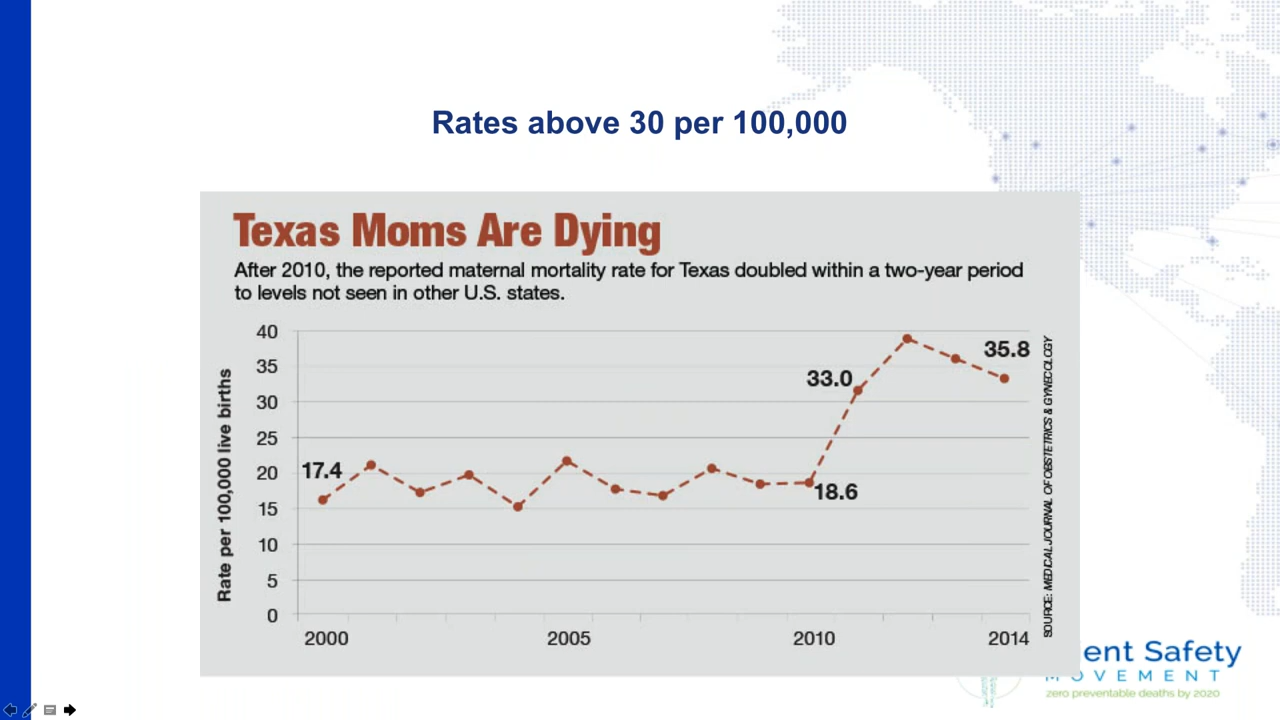 Rates above 30 per 100,000
Texas Moms Are Dying
After 2010, the reported maternal mortality rate for Texas doubled within a two-year period
to levels not seen in other U.S. states.
Rate per 100,000 live births
40
35
30
25
20
15
10
5
0
17.4
18.6
33.0
35.8
2000
2005
2010
2014
SOURCE: MEDICAL JOURNAL OF OBSTETRICS & GYNECOLOGY
ent Safety
MOVEMENT
zero preventable deaths by 2020